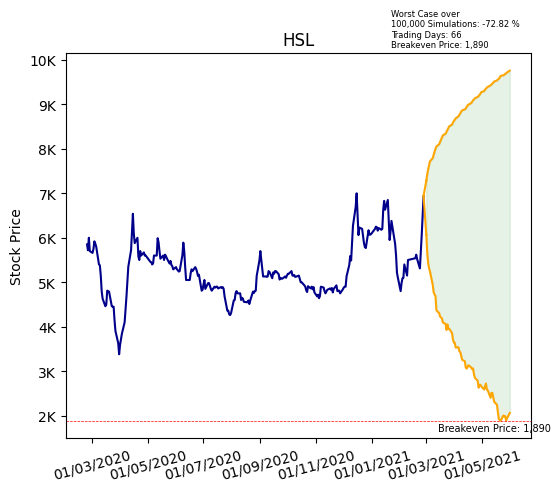 Worst Case over
100,000 Simulations: -72.82 %
Trading Days: 66
Breakeven Price: 1,890
HSL
10K
9K
8K
7K
6K
5K
4K
3K
2K
Stock Price
Breakeven Price: 1,890
01/03/2020
01/05/2020
01/07/2020
01/09/2020
01/11/2020
01/01/2021
01/03/2021
01/05/2021